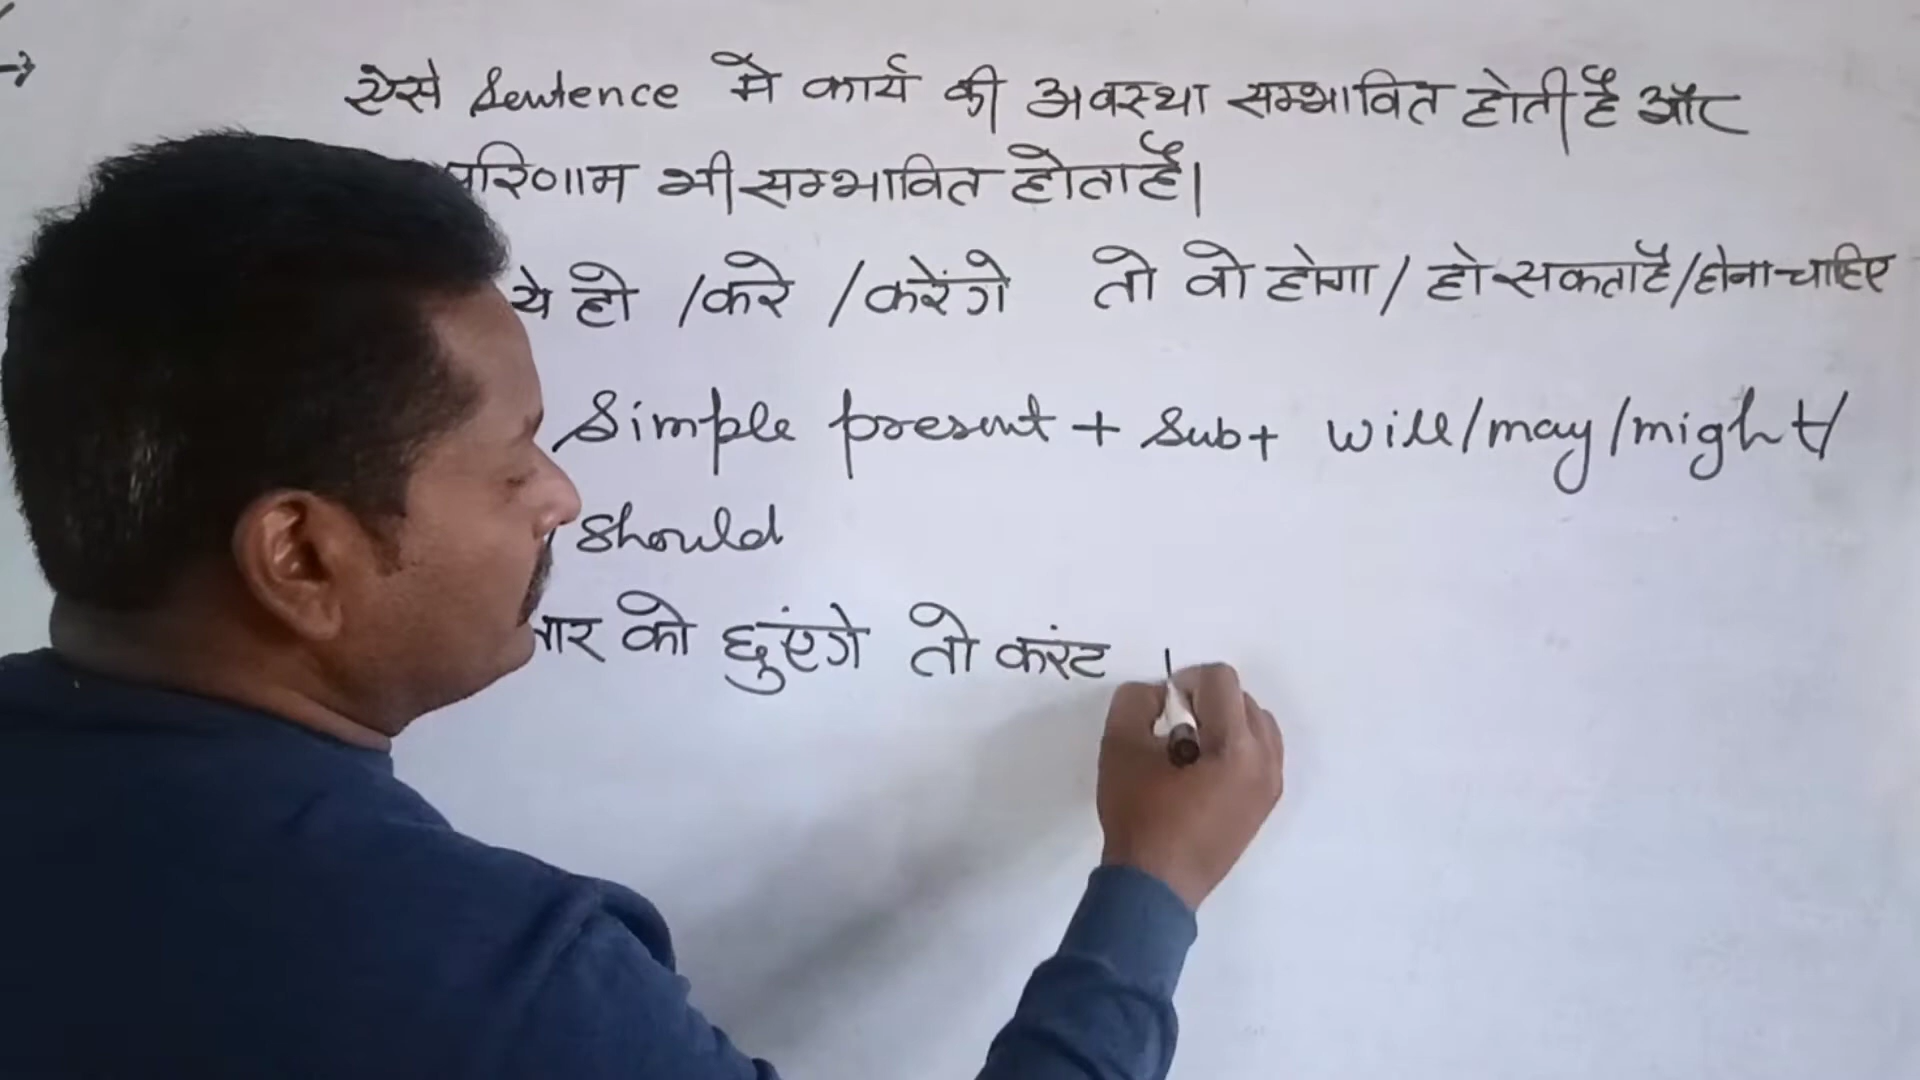 → ऐसे Sentence मे कार्य की अवस्था सम्भावित होती है और
परिणाम भी सम्भावित होता है।
ये हो /करे /करेंगे तो वो होगा/ हो सकता है/होना चाहिए
Simple present + Sub+ will/may/might/
should
तार को छुएंगे तो करंट